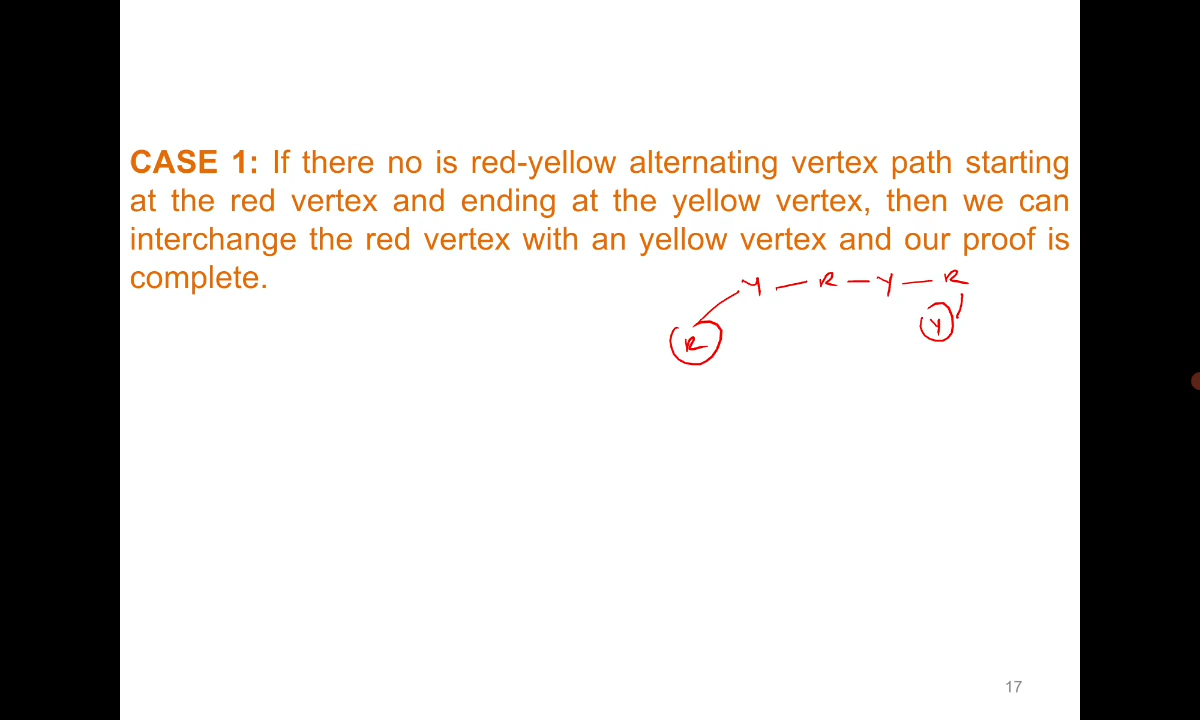 CASE 1: If there no is red-yellow alternating vertex path starting
at the red vertex and ending at the yellow vertex, then we can
interchange the red vertex with an yellow vertex and our proof is
complete.
Y — R — Y — R
R
Y
17